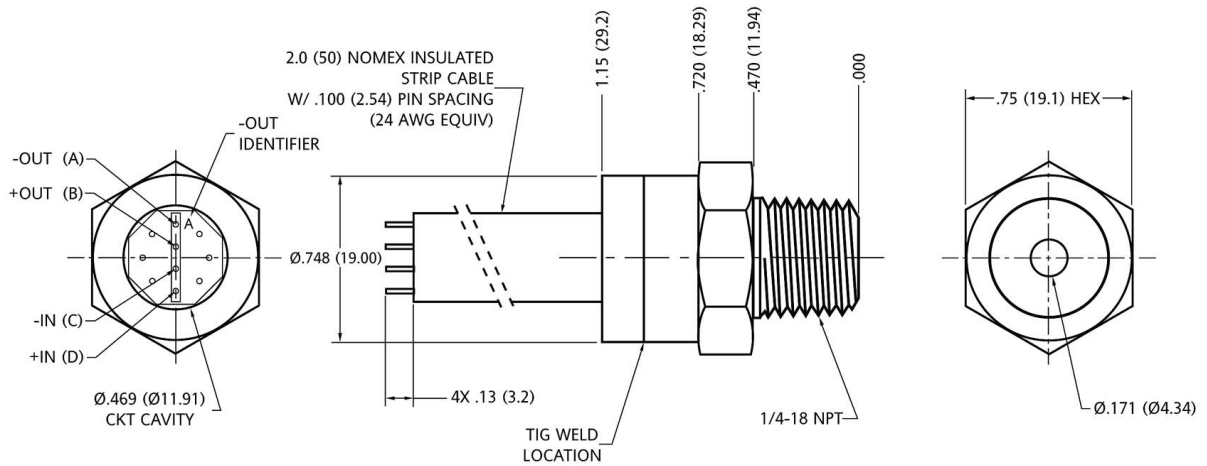 2.0 (50) NOMEX INSULATED
STRIP CABLE
W/ .100 (2.54) PIN SPACING
(24 AWG EQUIV)
-OUT
IDENTIFIER
-OUT (A)
+OUT (B)
A
-IN (C)
+IN (D)
Ø.469 (Ø11.91)
CKT CAVITY
1.15 (29.2)
.720 (18.29)
.470 (11.94)
.000
Ø.748 (19.00)
4X .13 (3.2)
TIG WELD
LOCATION
1/4-18 NPT
.75 (19.1) HEX
Ø.171 (Ø4.34)